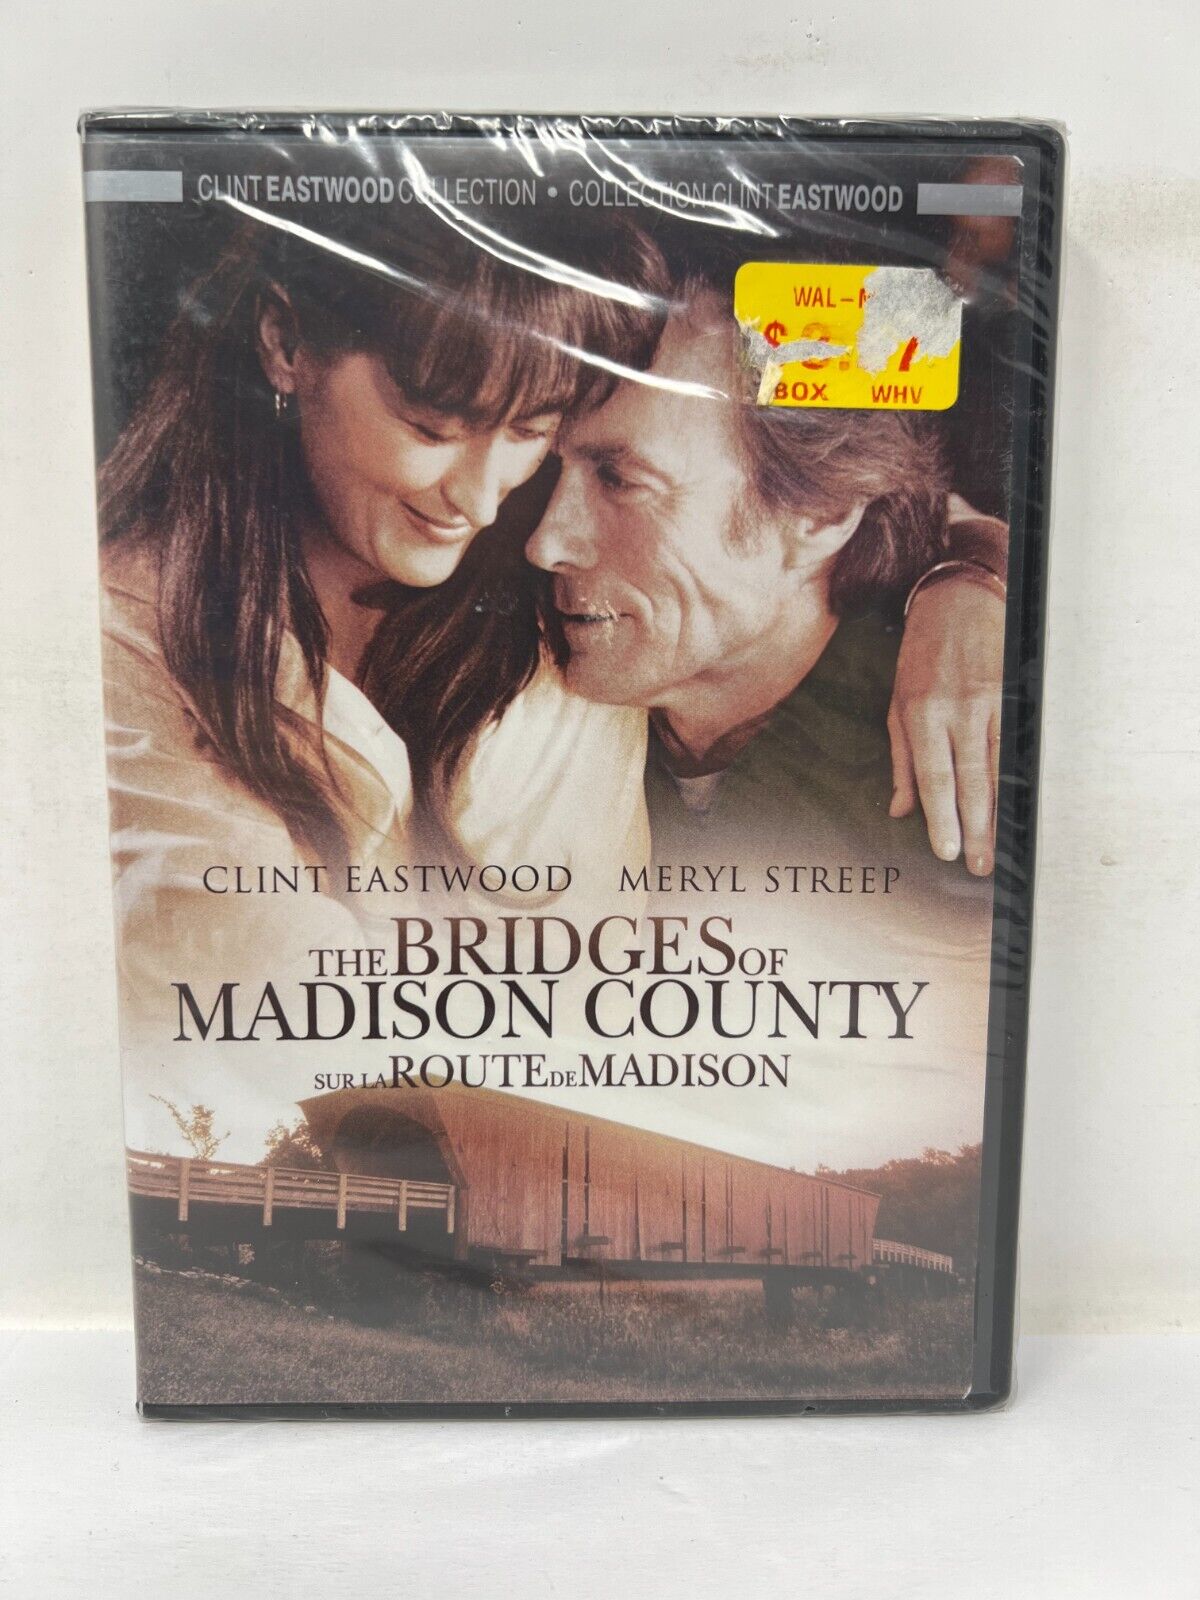 CLINT EASTWOOD COLLECTION • COLLECTION CLINT EASTWOOD
WAL-M
$
7
BOX WHV
CLINT EASTWOOD MERYL STREEP
THE BRIDGES OF
MADISON COUNTY
SUR LA ROUTE DE MADISON